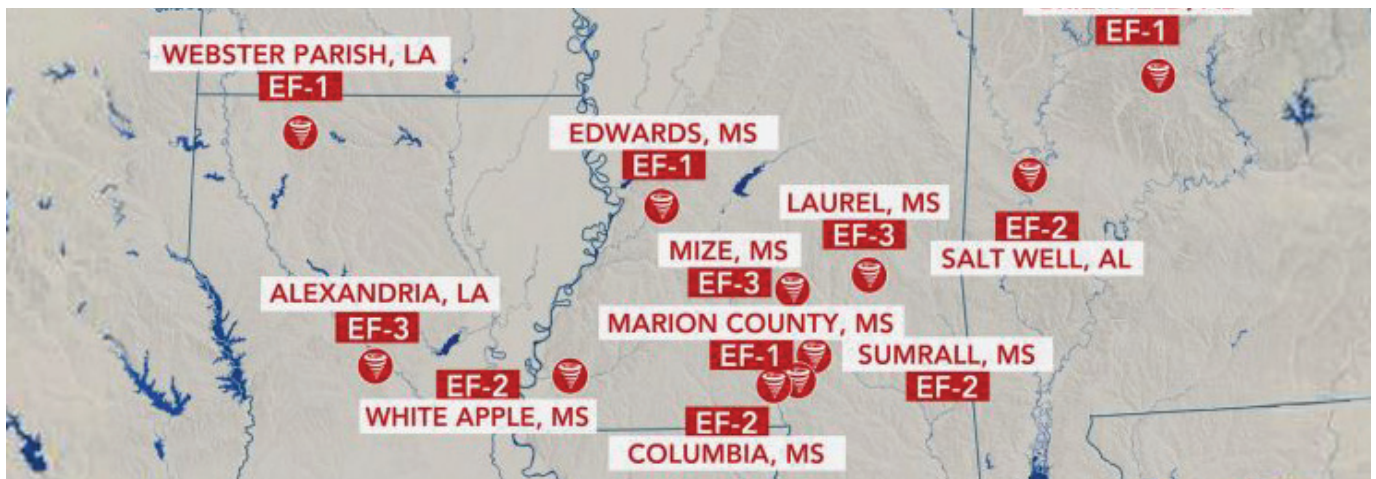 EF-1
WEBSTER PARISH, LA
EF-1
EDWARDS, MS
EF-1
LAUREL, MS
EF-3
EF-2
SALT WELL, AL
MIZE, MS
EF-3
ALEXANDRIA, LA
EF-3
MARION COUNTY, MS
EF-1
SUMRALL, MS
EF-2
EF-2
WHITE APPLE, MS
EF-2
COLUMBIA, MS